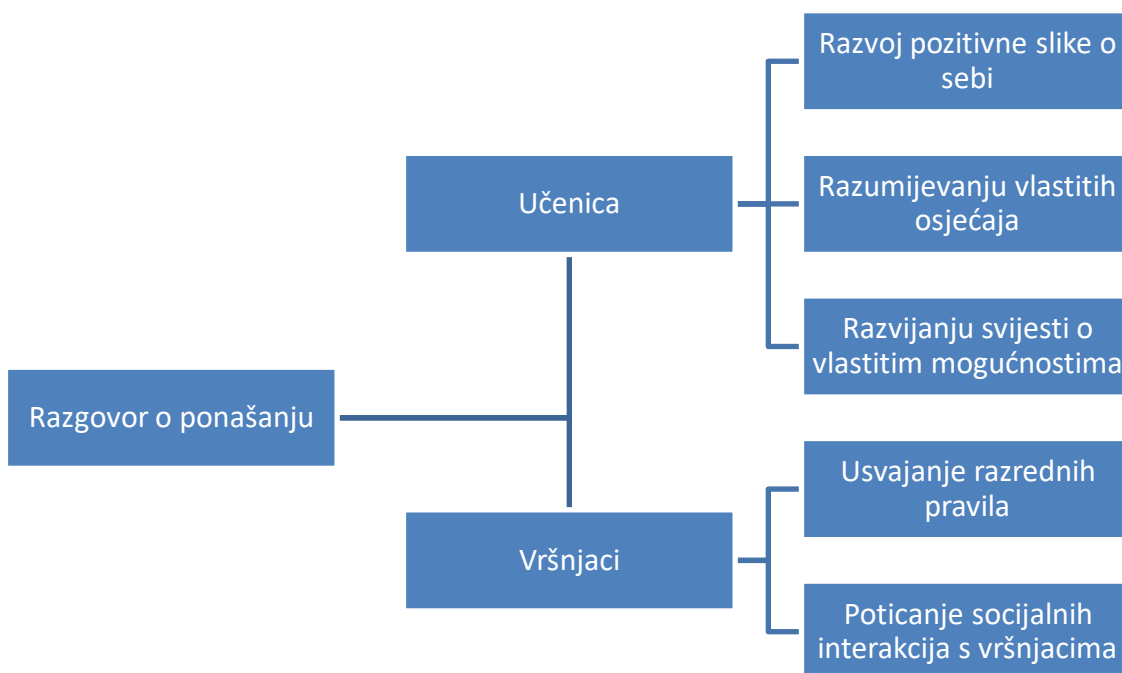 Razgovor o ponašanju
Učenica
Razvoj pozitivne slike o
sebi
Razumijevanju vlastitih
osjećaja
Razvijanju svijesti o
vlastitim mogućnostima
Vršnjaci
Usvajanje razrednih
pravila
Poticanje socijalnih
interakcija s vršnjacima